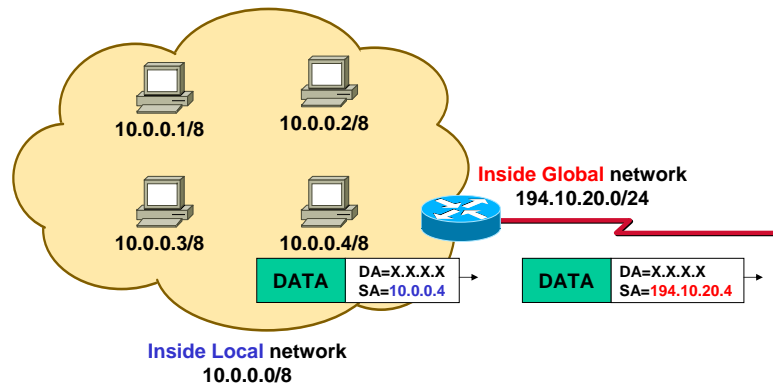 10.0.0.1/8
10.0.0.2/8
10.0.0.3/8
10.0.0.4/8
Inside Global network
194.10.20.0/24
DATA
DA=X.X.X.X
SA=10.0.0.4
DATA
DA=X.X.X.X
SA=194.10.20.4
Inside Local network
10.0.0.0/8